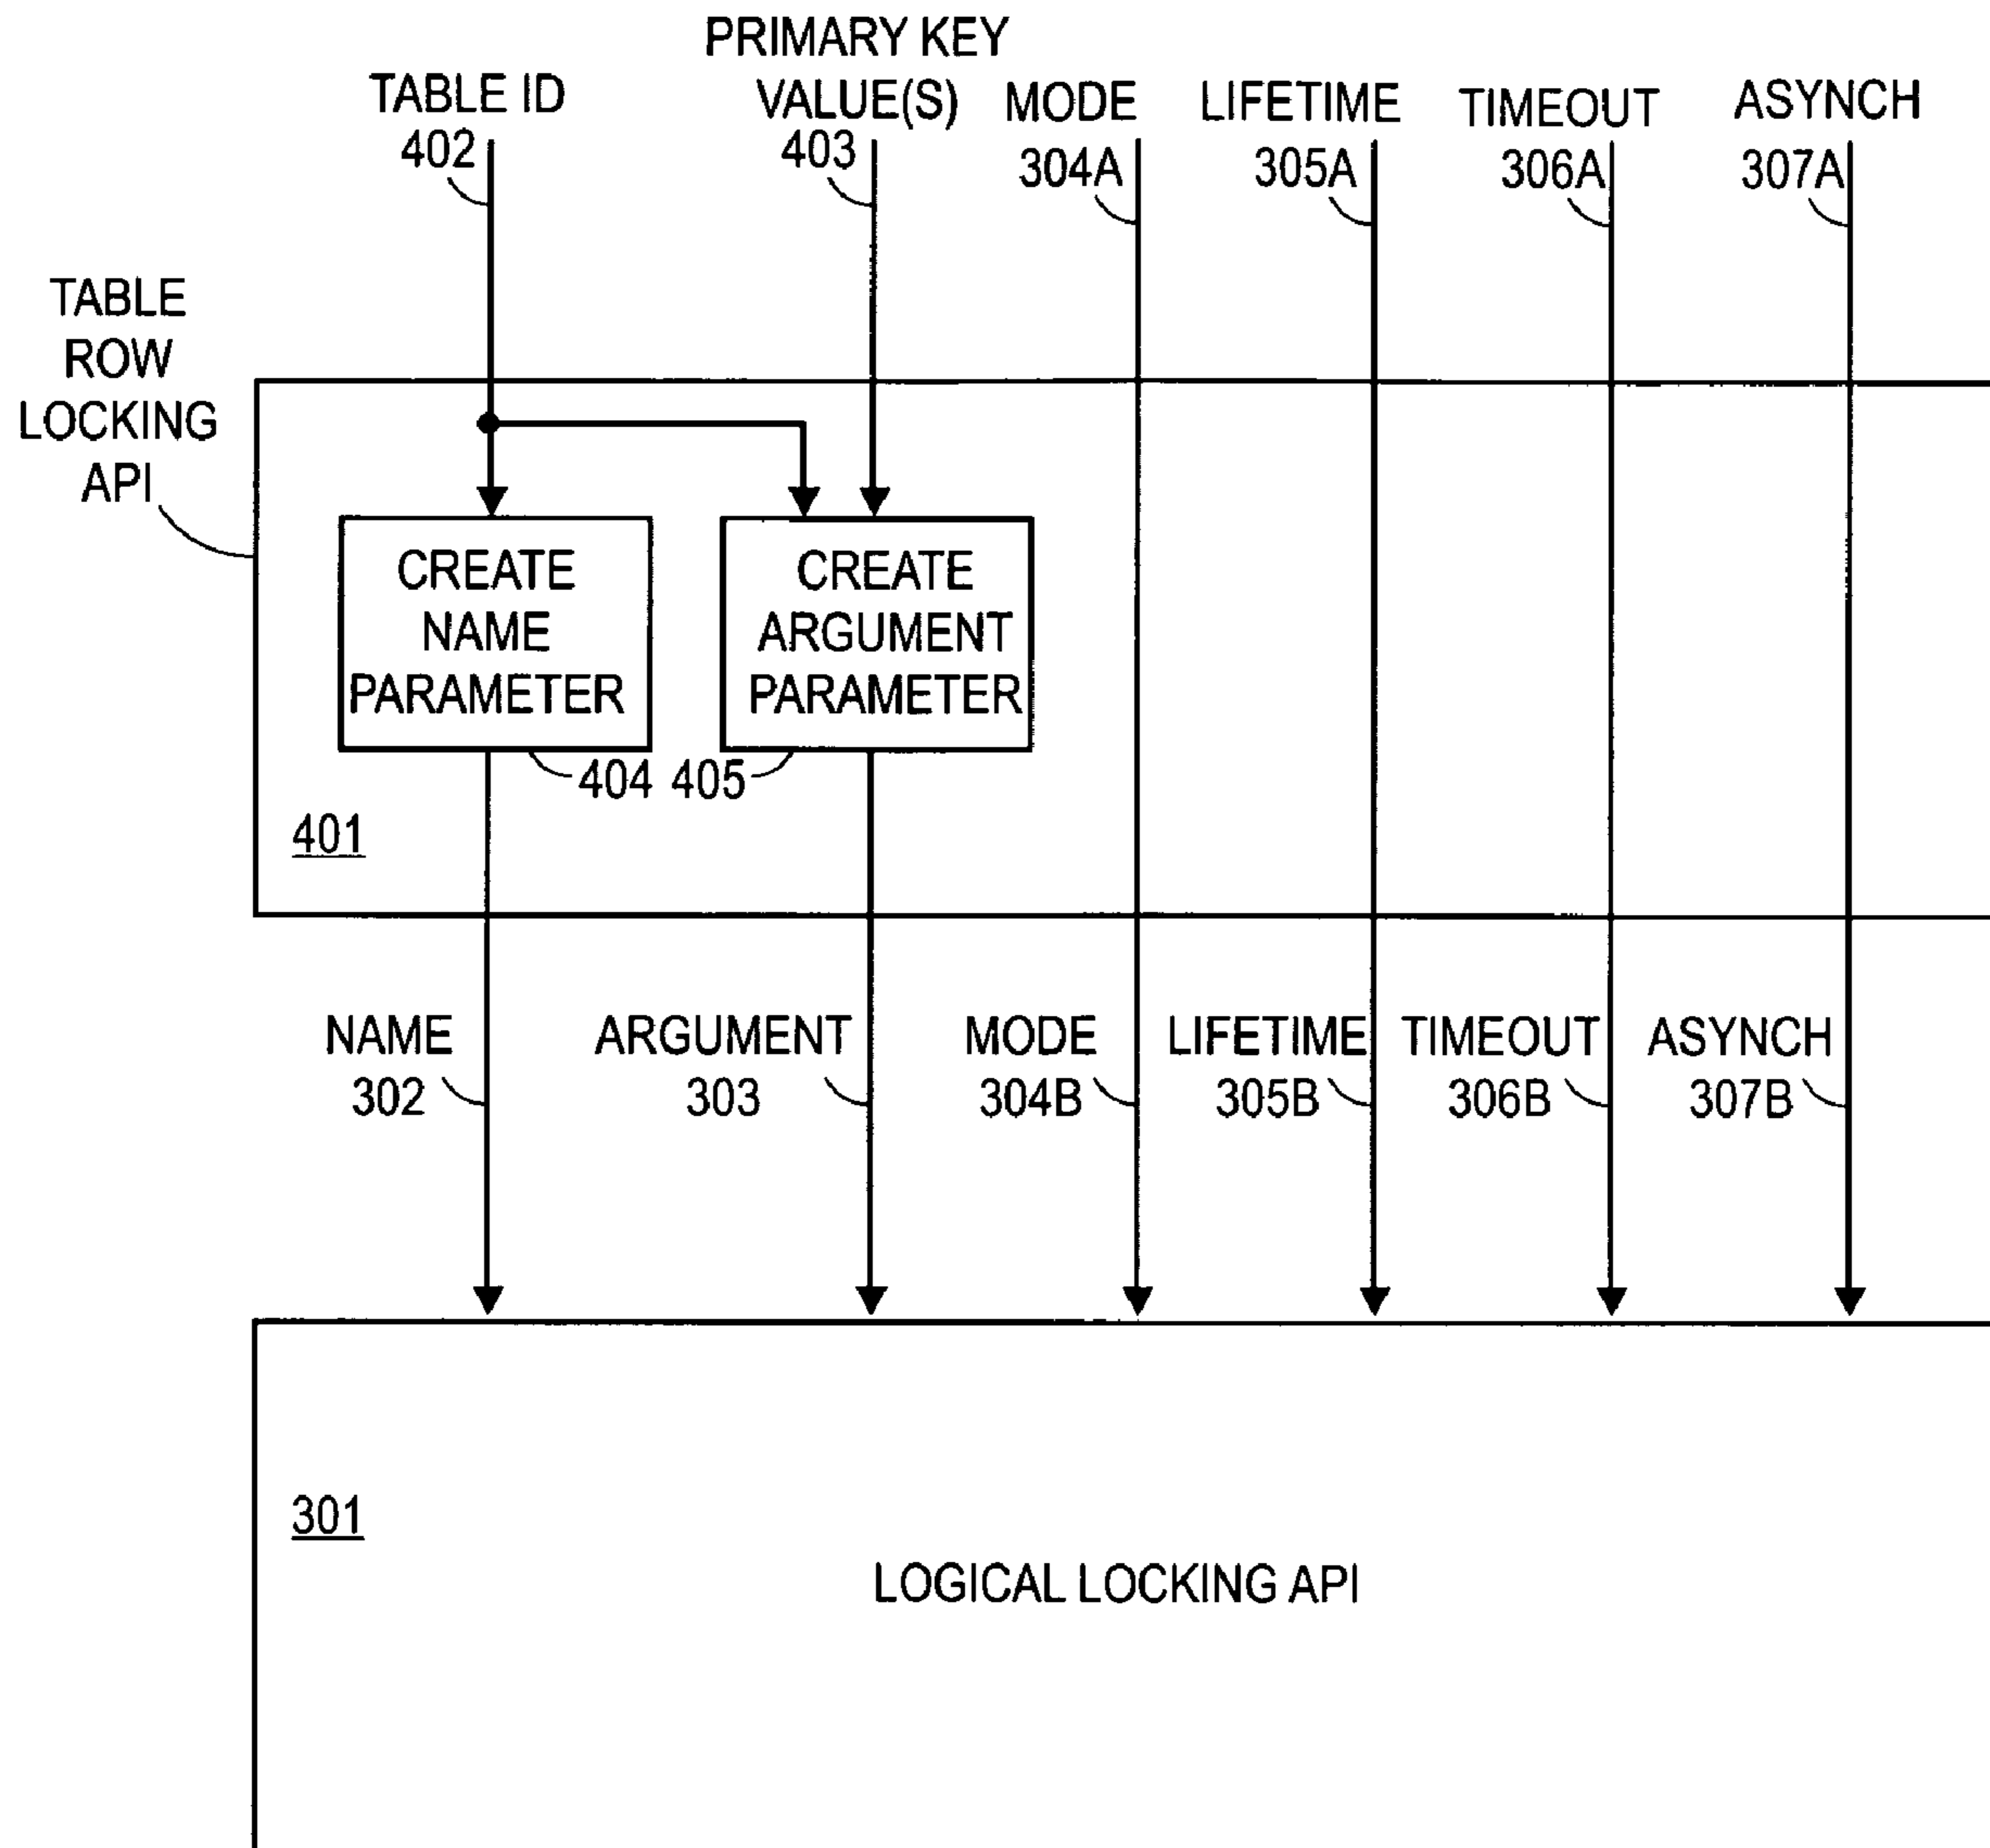 PRIMARY KEY
VALUE(S)
403
TABLE ID
402
MODE
304A
LIFETIME
305A
TIMEOUT
306A
ASYNCH
307A
TABLE
ROW
LOCKING
API
CREATE
NAME
PARAMETER
CREATE
ARGUMENT
PARAMETER
404
405
401
NAME
302
ARGUMENT
303
MODE
304B
LIFETIME
305B
TIMEOUT
306B
ASYNCH
307B
301
LOGICAL LOCKING API